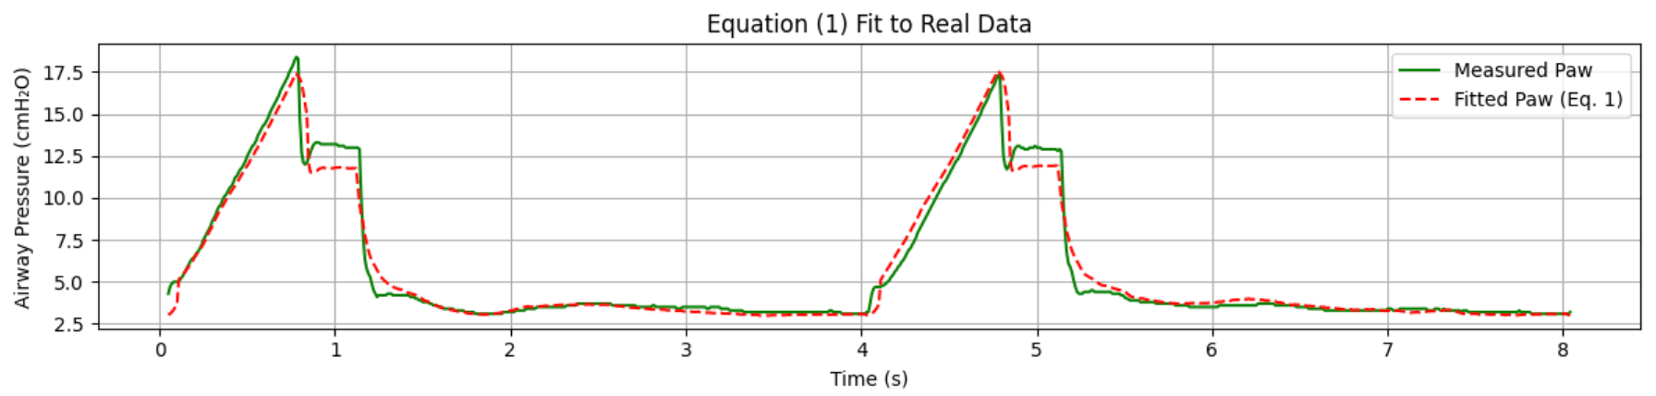 Equation (1) Fit to Real Data
Airway Pressure (cmH₂O)
17.5
15.0
12.5
10.0
7.5
5.0
2.5
Measured Paw
Fitted Paw (Eq. 1)
0 1 2 3 4 5 6 7 8
Time (s)